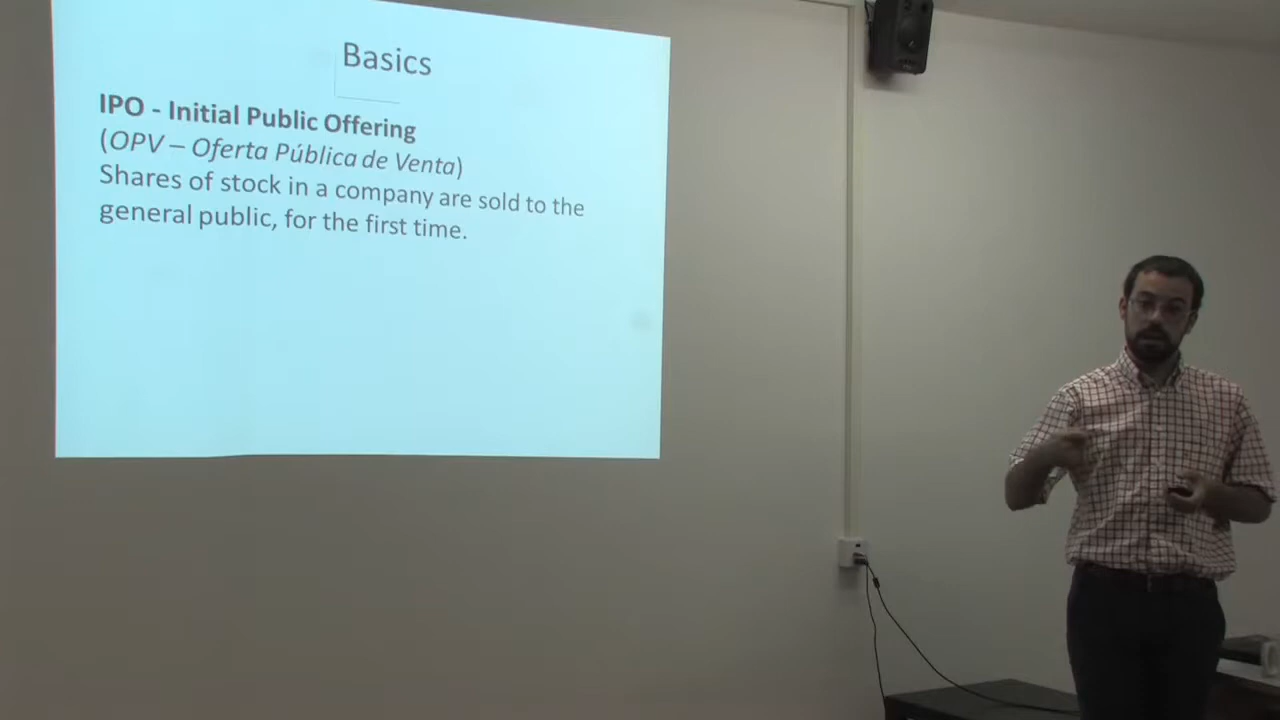 Basics
IPO - Initial Public Offering
(OPV – Oferta Pública de Venta)
Shares of stock in a company are sold to the
general public, for the first time.